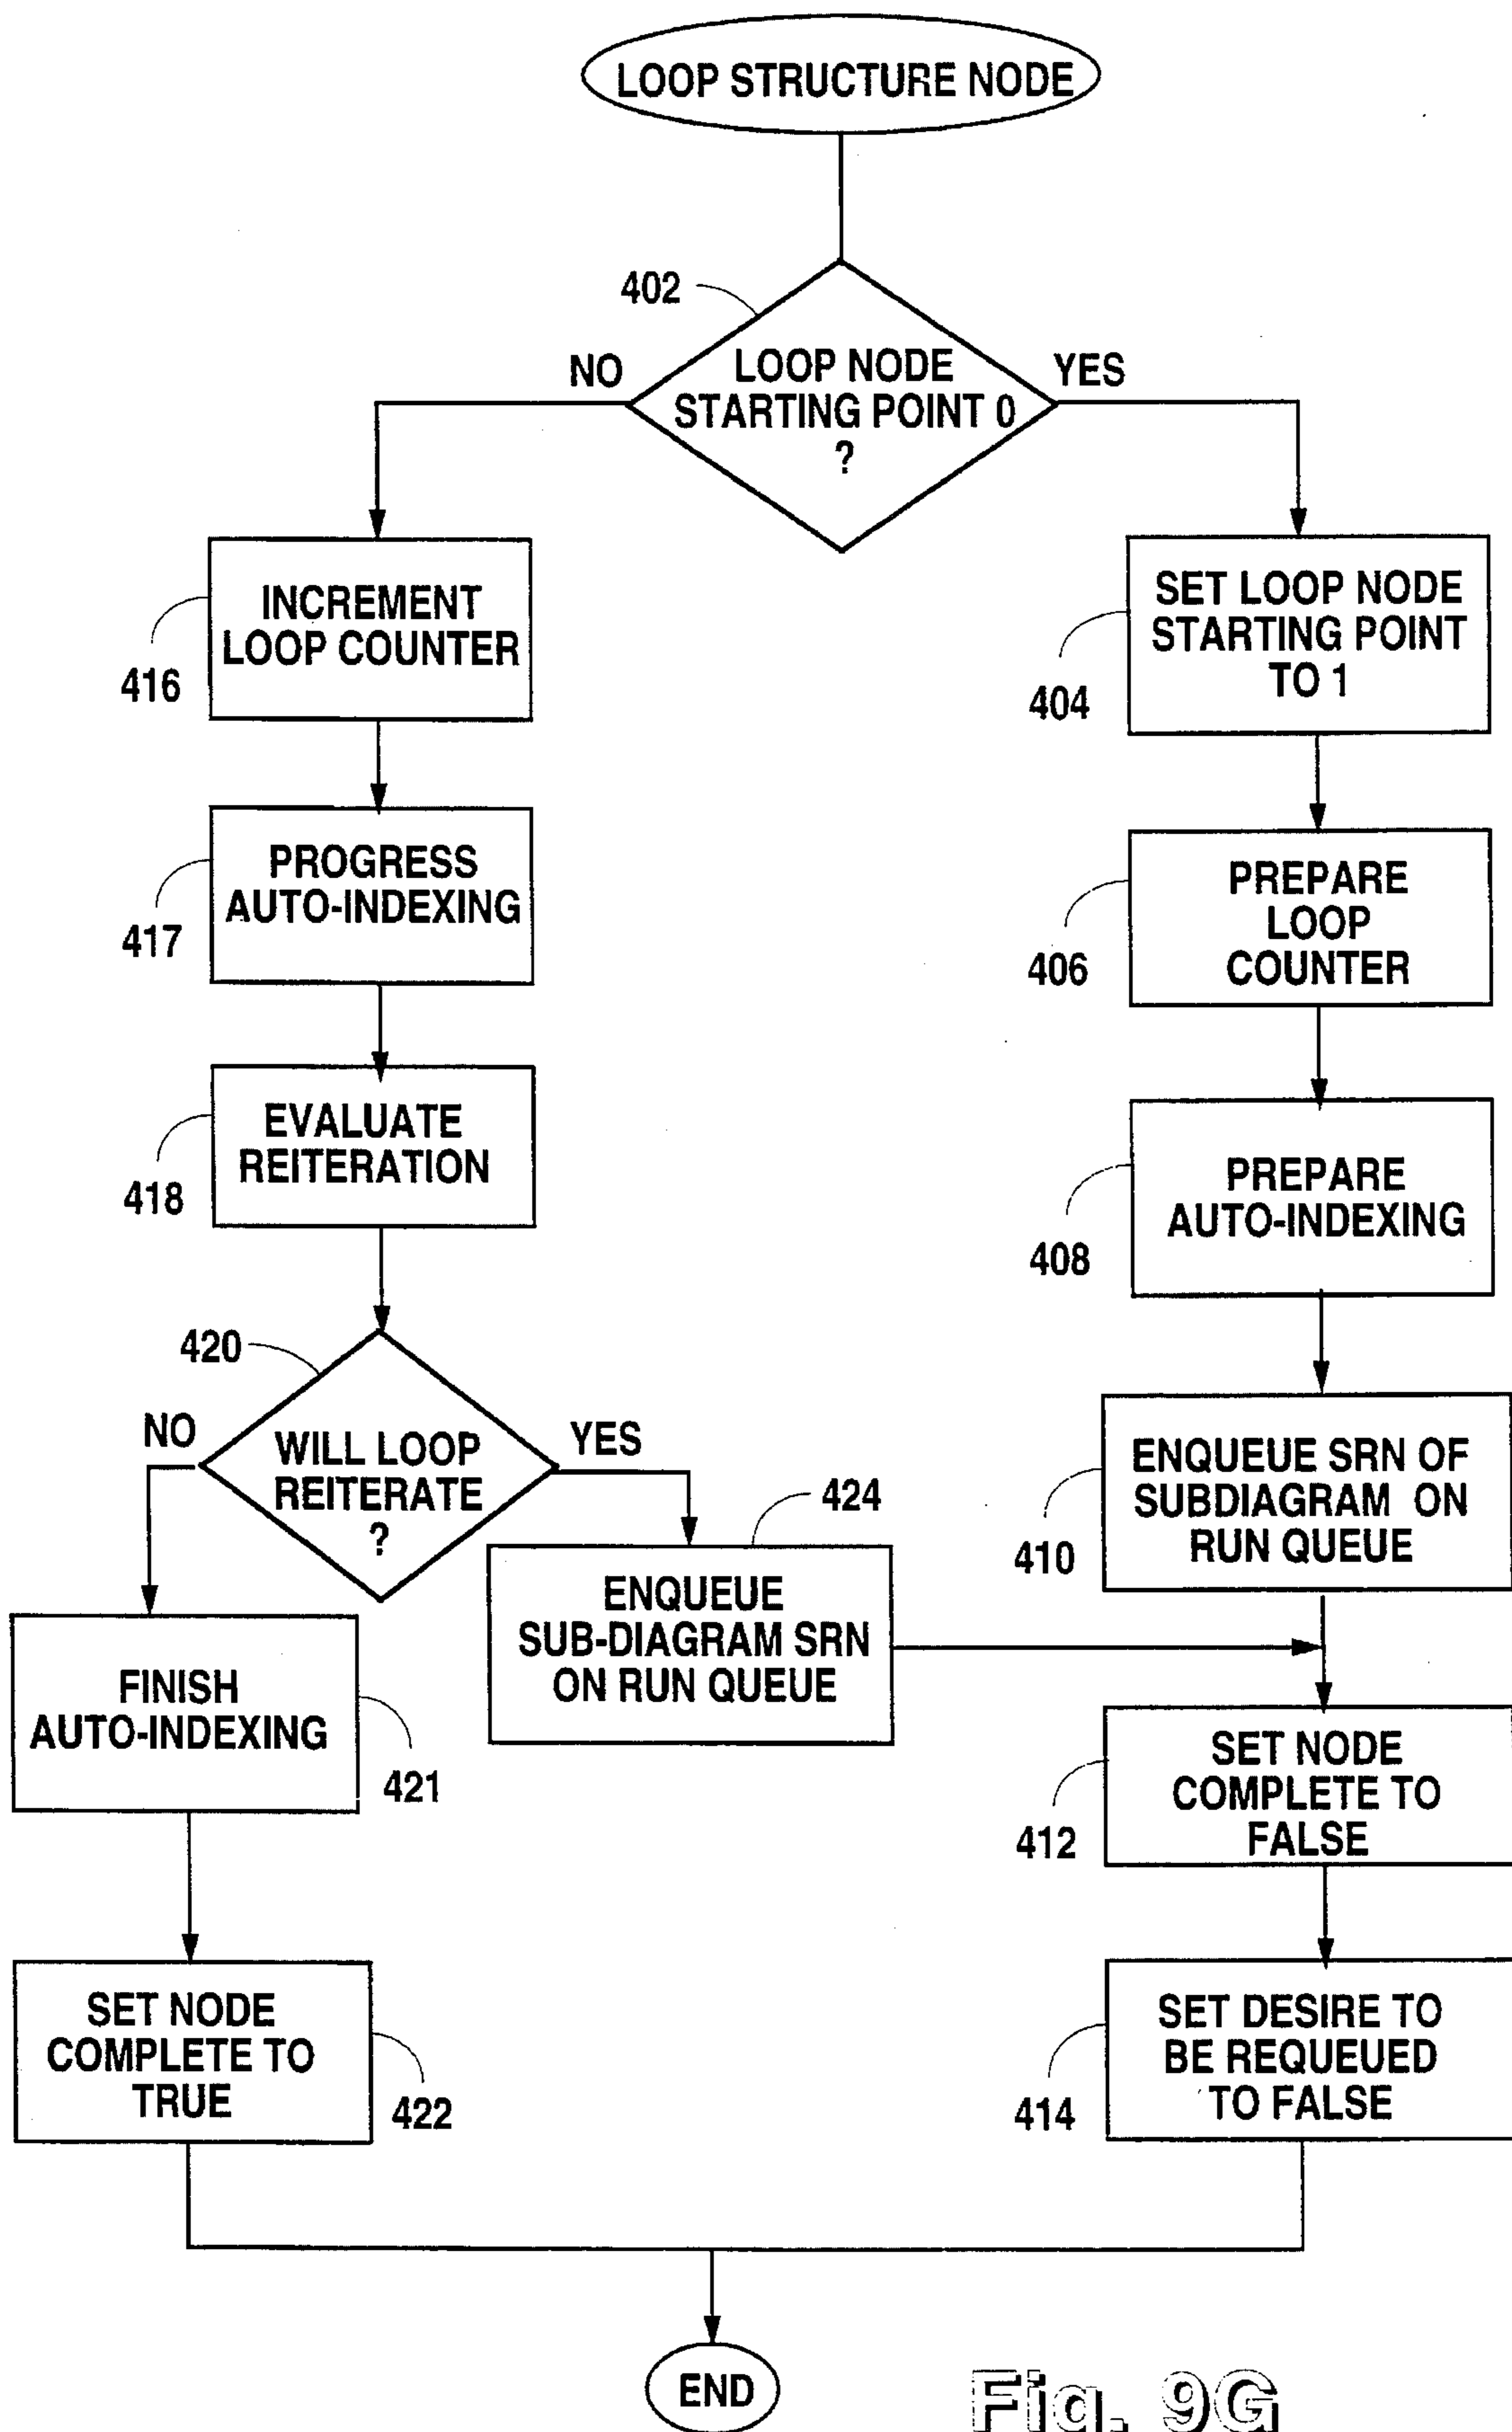 LOOP STRUCTURE NODE
402
LOOP NODE
STARTING POINT 0
?
NO
YES
INCREMENT
LOOP COUNTER
416
SET LOOP NODE
STARTING POINT
TO 1
404
PROGRESS
AUTO-INDEXING
417
PREPARE
LOOP
COUNTER
406
EVALUATE
REITERATION
418
PREPARE
AUTO-INDEXING
408
420
WILL LOOP
REITERATE
?
NO
YES
424
ENQUEUE SRN OF
SUBDIAGRAM ON
RUN QUEUE
410
ENQUEUE
SUB-DIAGRAM SRN
ON RUN QUEUE
FINISH
AUTO-INDEXING
421
SET NODE
COMPLETE TO
FALSE
412
SET NODE
COMPLETE TO
TRUE
422
SET DESIRE TO
BE REQUEUED
TO FALSE
414
END
Fig. 9G